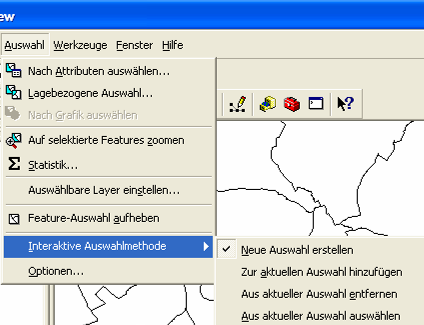 ew
Auswahl Werkzeuge Fenster Hilfe
Nach Attributen auswählen...
Lagebezogene Auswahl...
Nach Grafik auswählen
Auf selektierte Features zoomen
Σ Statistik...
Auswählbare Layer einstellen...
Feature-Auswahl aufheben
Interaktive Auswahlmethode
Optionen...
Neue Auswahl erstellen
Zur aktuellen Auswahl hinzufügen
Aus aktueller Auswahl entfernen
Aus aktueller Auswahl auswählen